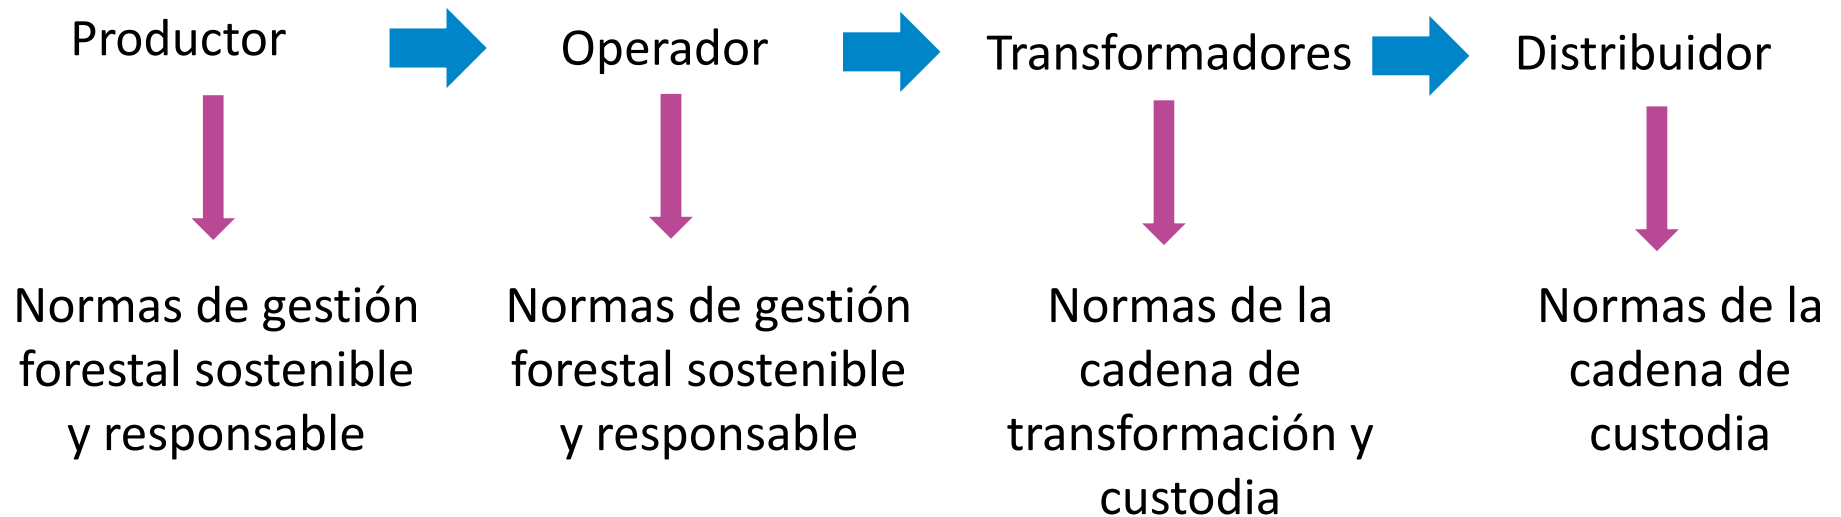 Productor
Operador
Transformadores
Distribuidor
Normas de gestión
forestal sostenible
y responsable
Normas de gestión
forestal sostenible
y responsable
Normas de la
cadena de
transformación y
custodia
Normas de la
cadena de
custodia